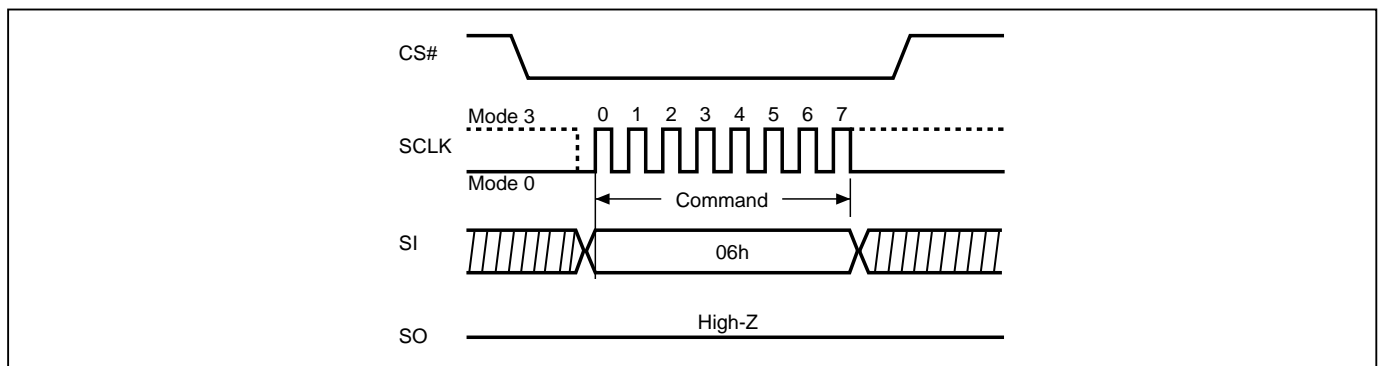 CS#
Mode 3 0 1 2 3 4 5 6 7
SCLK
Mode 0
Command
SI
06h
High-Z
SO